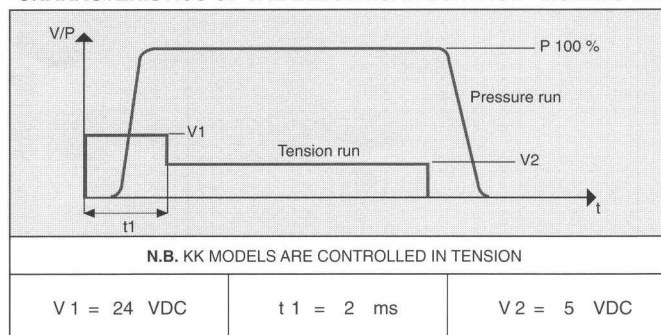 V/P
P 100 %
Pressure run
V1
Tension run
V2
t1
t
N.B. KK MODELS ARE CONTROLLED IN TENSION
V 1 = 24 VDC
t 1 = 2 ms
V 2 = 5 VDC